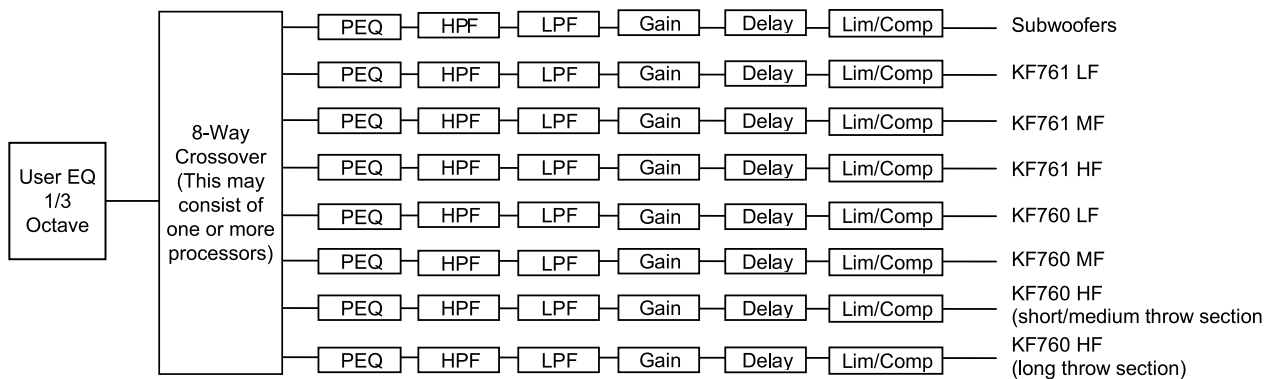 PEQ HPF LPF Gain Delay Lim/Comp Subwoofers
PEQ HPF LPF Gain Delay Lim/Comp KF761 LF
PEQ HPF LPF Gain Delay Lim/Comp KF761 MF
PEQ HPF LPF Gain Delay Lim/Comp KF761 HF
PEQ HPF LPF Gain Delay Lim/Comp KF760 LF
PEQ HPF LPF Gain Delay Lim/Comp KF760 MF
PEQ HPF LPF Gain Delay Lim/Comp KF760 HF
(short/medium throw section
PEQ HPF LPF Gain Delay Lim/Comp KF760 HF
(long throw section)
User EQ
1/3
Octave
8-Way
Crossover
(This may
consist of
one or more
processors)